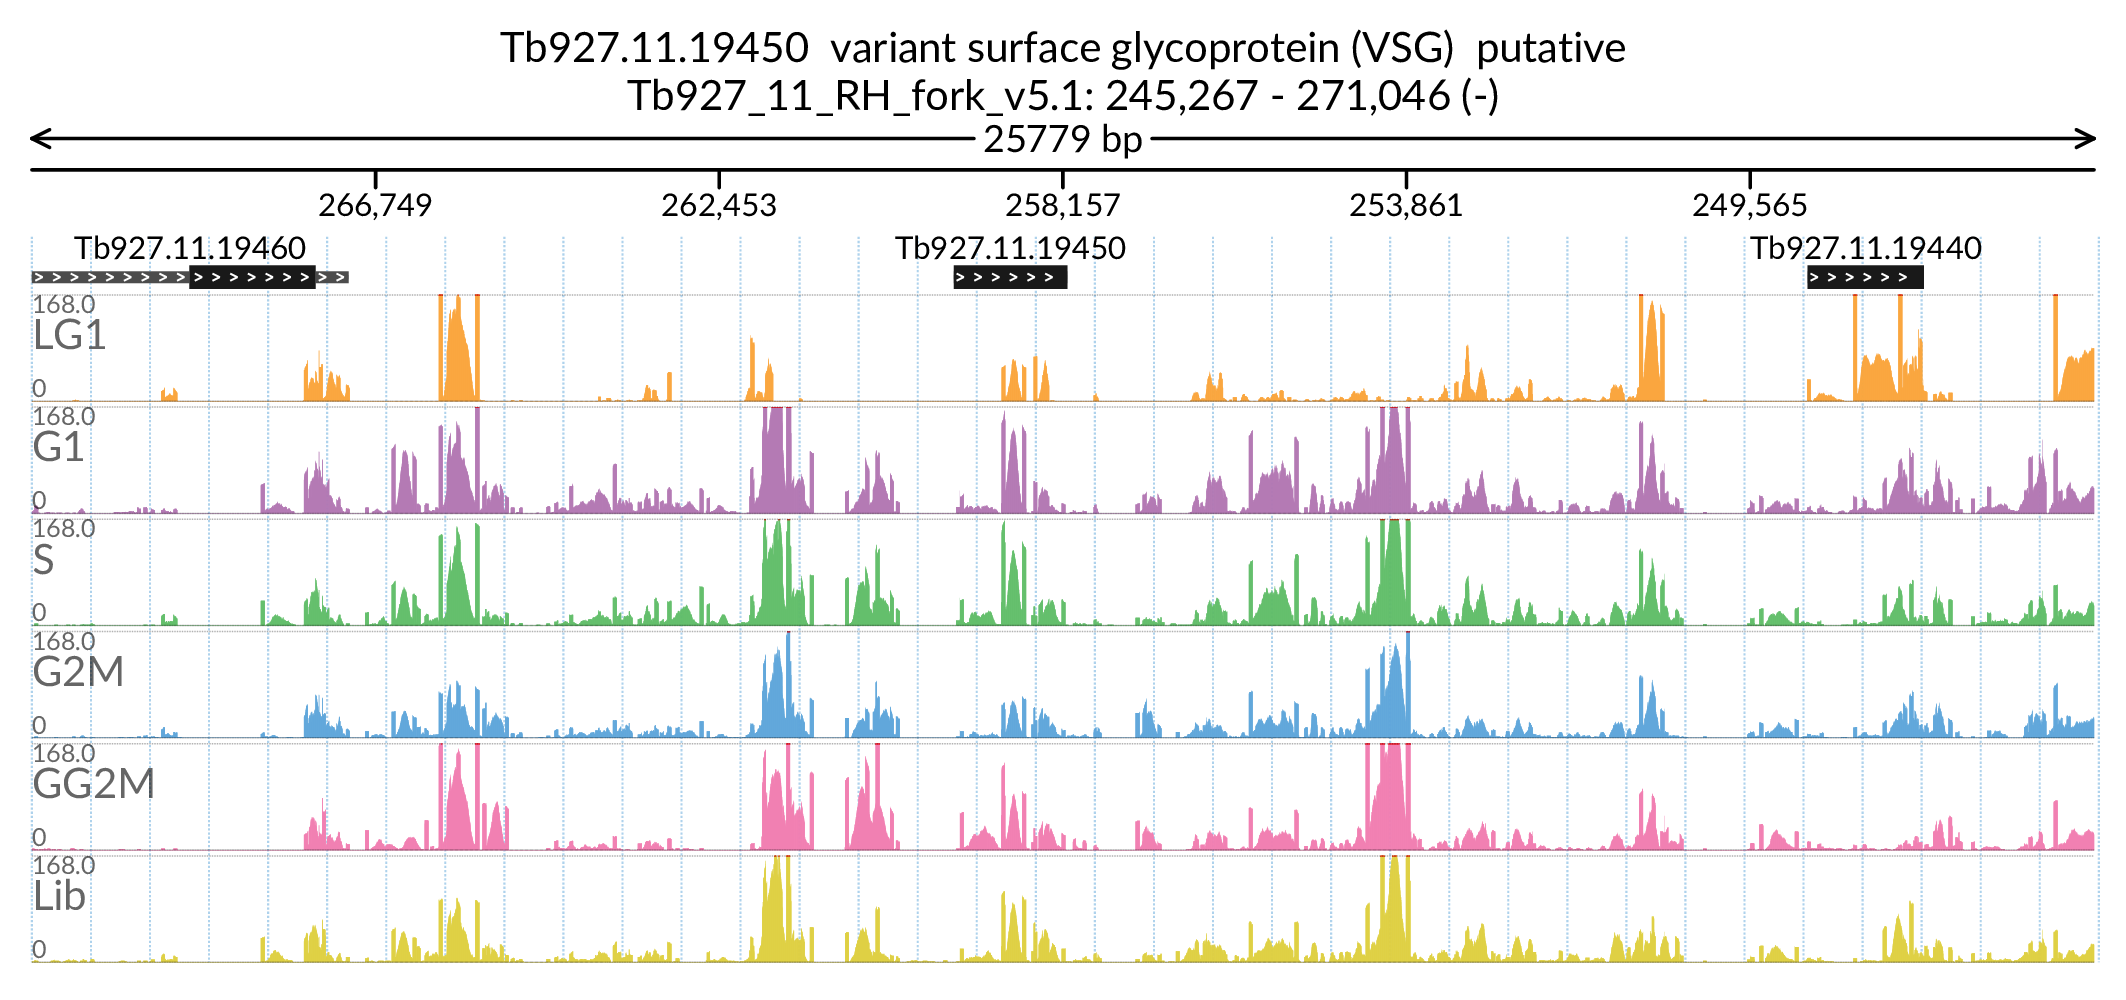 Tb927.11.19450 variant surface glycoprotein (VSG) putative
Tb927_11_RH_fork_v5.1: 245,267 - 271,046 (-)
25779 bp
266,749 262,453 258,157 253,861 249,565
Tb927.11.19460 Tb927.11.19450 Tb927.11.19440
168.0
LG1
0
168.0
G1
0
168.0
S
0
168.0
G2M
0
168.0
GG2M
0
168.0
Lib
0